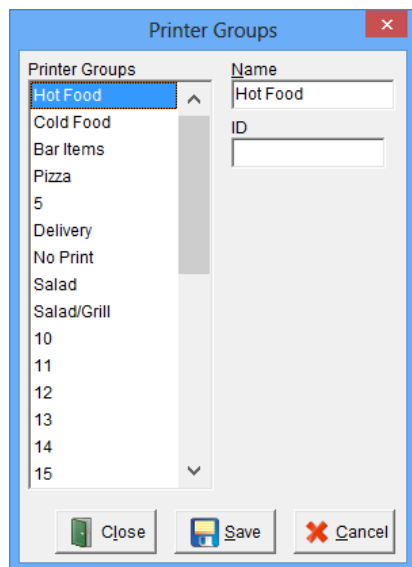 Printer Groups
Printer Groups
Hot Food
Cold Food
Bar Items
Pizza
5
Delivery
No Print
Salad
Salad/Grill
10
11
12
13
14
15
Name
Hot Food
ID
Close
Save
Cancel